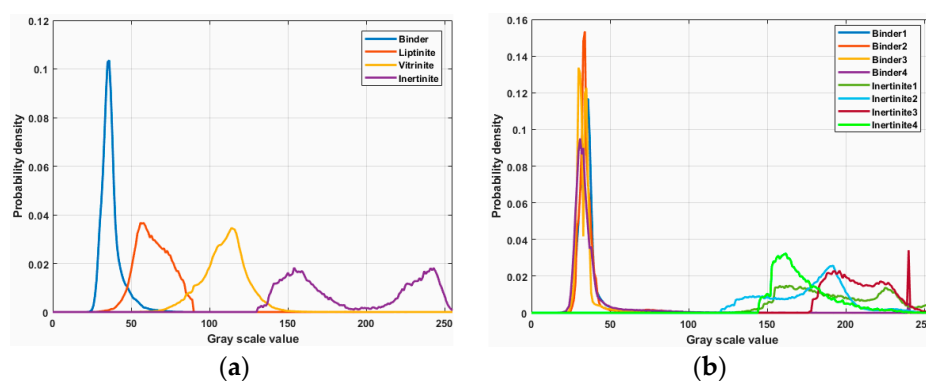 0.12
0.1
0.08
0.06
0.04
0.02
0
0 50 100 150 200 250
Probability density
Gray scale value
Binder
Liptinite
Vitrinite
Inertinite
(a)
0.16
0.14
0.12
0.10
0.08
0.06
0.04
0.02
0
0 50 100 150 200 250
Probability density
Gray scale value
Binder1
Binder2
Binder3
Binder4
Inertinite1
Inertinite2
Inertinite3
Inertinite4
(b)